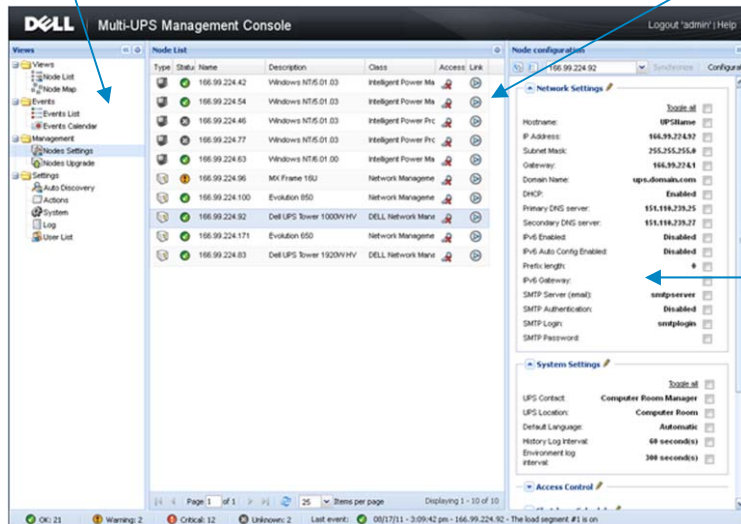 DELL Multi-UPS Management Console Logout 'admin' | Help
Views
Views
Node List
Node Map
Events
Events List
Events Calendar
Management
Nodes Settings
Nodes Upgrade
Settings
Auto Discovery
Actions
System
Log
User List
Node List
Type Statu Name Description Class Access Link
166.99.224.42 Windows NT/5.01.03 Intelligent Power Ma
166.99.224.54 Windows NT/5.01.03 Intelligent Power Ma
166.99.224.46 Windows NT/5.01.03 Intelligent Power Prc
166.99.224.77 Windows NT/5.01.03 Intelligent Power Prc
166.99.224.63 Windows NT/5.01.00 Intelligent Power Ma
166.99.224.96 MX Frame 16U Network Manageme
166.99.224.100 Evolution 850 Network Manageme
166.99.224.92 Dell UPS Tower 1000W HV DELL Network Mana
166.99.224.171 Evolution 650 Network Manageme
166.99.224.83 Dell UPS Tower 1920W HV DELL Network Mana
Page 1 of 1 25 Items per page Displaying 1 - 10 of 10
Node configuration
166.99.224.92 Synchronize Configurat
Network Settings
Toggle all
Hostname: UPSName
IP Address: 166.99.224.92
Subnet Mask: 255.255.255.0
Gateway: 166.99.224.1
Domain Name: ups.domain.com
DHCP: Enabled
Primary DNS server: 151.110.239.25
Secondary DNS server: 151.110.239.27
IPv6 Enabled: Disabled
IPv6 Auto Config Enabled: Disabled
Prefix length: 0
IPv6 Gateway:
SMTP Server (email): smtpserver
SMTP Authentication: Disabled
SMTP Login: smtplogin
SMTP Password:
System Settings
Toggle all
UPS Contact: Computer Room Manager
UPS Location: Computer Room
Default Language: Automatic
History Log Interval: 60 second(s)
Environment log
interval: 300 second(s)
Access Control
OK: 21 Warning: 2 Critical: 12 Unknown: 2 Last event: 08/17/11 - 3:09:42 pm - 166.99.224.92 - The load segment #1 is on